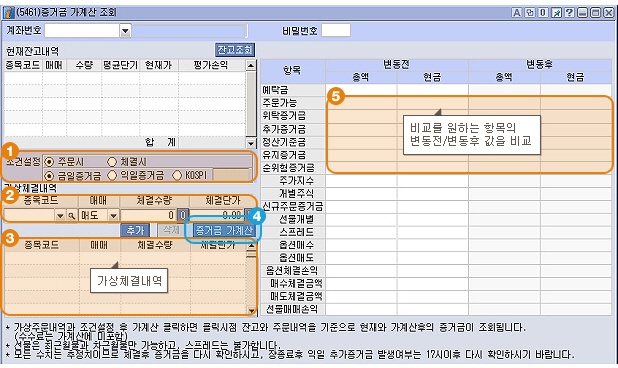 (5461)증거금 가계산 조회
계좌번호 비밀번호
현재잔고내역 잔고조회
종목코드 매매 수량 평균단가 현재가 평가손익
합 계
1
조건설정 주문시 체결시
금일증거금 익일증거금 KOSPI
가상체결내역
2
종목코드 매매 체결수량 체결단가
매도 0 0.00
추가 삭제 증거금 가계산
4
3
종목코드 매매 체결수량 체결단가
가상체결내역
항목 변동전 변동후
총액 현금 총액 현금
5
예탁금
주문가능
위탁증거금
추가증거금
정산기준금
유지증거금
순위험증거금
주가지수
개별주식
신규주문증거금
선물개별
스프레드
옵션매수
옵션매도
옵션체결손익
매수체결금액
매도체결금액
선물매매손익
비교를 원하는 항목의
변동전/변동후 값을 비교
* 가상주문내역과 조건설정 후 가계산 클릭하면 클릭시점 잔고와 주문내역을 기준으로 현재와 가계산후의 증거금이 조회됩니다.
(수수료는 가계산에 미포함)
* 선물은 최근월물과 차근월물만 가능하고, 스프레드는 불가합니다.
* 모든 수치는 추정치이므로 체결후 증거금을 다시 확인하시고, 장종료후 익일 추가증거금 발생여부는 17시이후 다시 확인하시기 바랍니다.